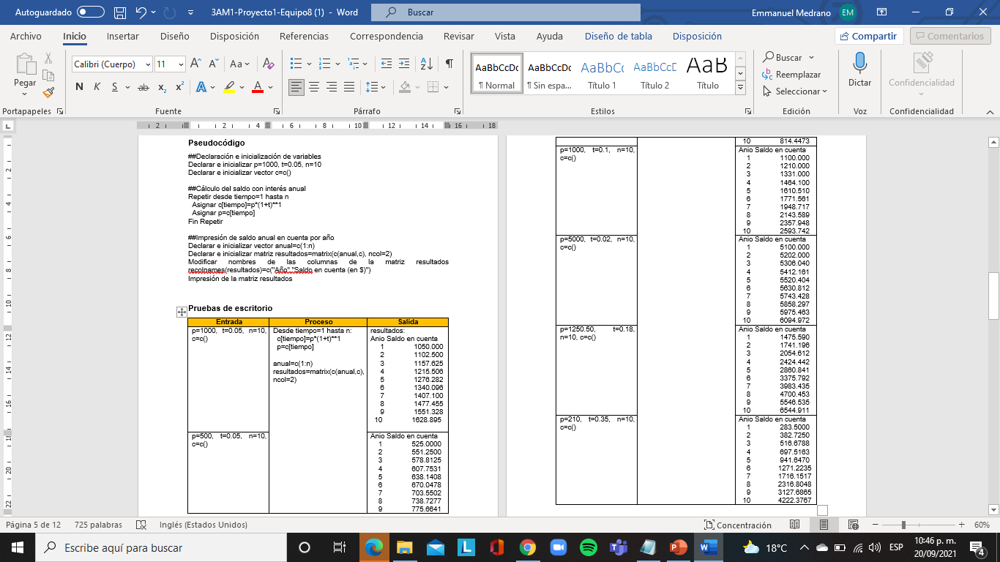 Autoguardado
3AM1-Proyecto1-Equipo8 (1) - Word
Buscar
Emmanuel Medrano
EM
Archivo Inicio Insertar Diseño Disposición Referencias Correspondencia Revisar Vista Ayuda Diseño de tabla Disposición
Compartir
Comentarios
Pegar
Portapapeles
Calibri (Cuerpo) 11
Fuente
Párrafo
AaBbCcDc AaBbCcDc AaBbCc AaBbCcD AaB
¶ Normal ¶ Sin espa... Título 1 Título 2 Título
Estilos
Buscar
Reemplazar
Seleccionar
Edición
Dictar
Voz
Confidencialidad
Confidencialidad
Pseudocódigo
##Declaración e inicialización de variables
Declarar e inicializar p=1000, t=0.05, n=10
Declarar e inicializar vector c=c()
##Cálculo del saldo con interés anual
Repetir desde tiempo=1 hasta n
Asignar c[tiempo]=p*(1+t)**1
Asignar p=c[tiempo]
Fin Repetir
##Impresión de saldo anual en cuenta por año
Declarar e inicializar vector anual=c(1:n)
Declarar e inicializar matriz resultados=matrix(c(anual,c), ncol=2)
Modificar nombres de las columnas de la matriz resultados
recolnames(resultados)=c("Año","Saldo en cuenta (en $)")
Impresión de la matriz resultados
Pruebas de escritorio
Entrada Proceso Salida
p=1000, t=0.05, n=10,
c=c()
Desde tiempo=1 hasta n:
c[tiempo]=p*(1+t)**1
p=c[tiempo]
anual=c(1:n)
resultados=matrix(c(anual,c),
ncol=2)
resultados:
Anio Saldo en cuenta
1 1050.000
2 1102.500
3 1157.625
4 1215.506
5 1276.282
6 1340.096
7 1407.100
8 1477.455
9 1551.328
10 1628.895
p=500, t=0.05, n=10,
c=c()
Anio Saldo en cuenta
1 525.0000
2 551.2500
3 578.8125
4 607.7531
5 638.1408
6 670.0478
7 703.5502
8 738.7277
9 775.6641
10 814.4473
p=1000, t=0.1, n=10,
c=c()
Anio Saldo en cuenta
1 1100.000
2 1210.000
3 1331.000
4 1464.100
5 1610.510
6 1771.561
7 1948.717
8 2143.589
9 2357.948
10 2593.742
p=5000, t=0.02, n=10,
c=c()
Anio Saldo en cuenta
1 5100.000
2 5202.000
3 5306.040
4 5412.161
5 5520.404
6 5630.812
7 5743.428
8 5858.297
9 5975.463
10 6094.972
p=1250.50, t=0.18,
n=10, c=c()
Anio Saldo en cuenta
1 1475.590
2 1741.196
3 2054.612
4 2424.442
5 2860.841
6 3375.792
7 3983.435
8 4700.453
9 5546.535
10 6544.911
p=210, t=0.35, n=10,
c=c()
Anio Saldo en cuenta
1 283.5000
2 382.7250
3 516.6788
4 697.5163
5 941.6470
6 1271.2235
7 1716.1517
8 2316.8048
9 3127.6865
10 4222.3767
Página 5 de 12 725 palabras Inglés (Estados Unidos)
Concentración
60%
Escribe aquí para buscar
18°C
ESP
10:46 p. m.
20/09/2021
4